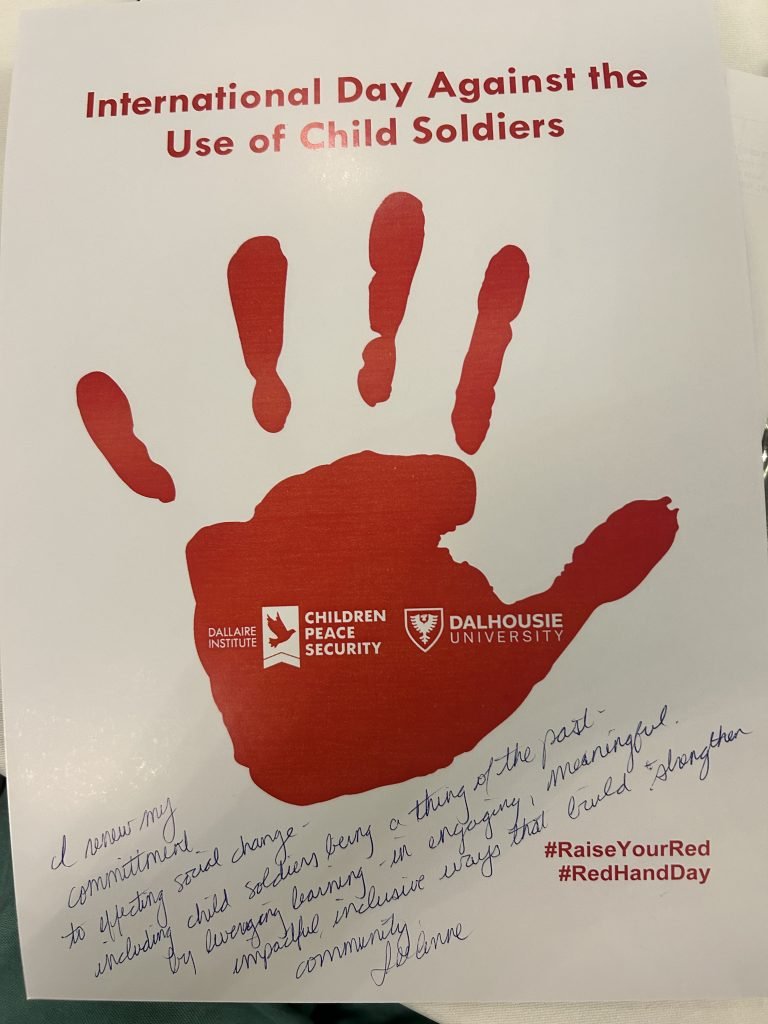 International Day Against the
Use of Child Soldiers
DALLAIRE
INSTITUTE
CHILDREN
PEACE
SECURITY
DALHOUSIE
UNIVERSITY
I renew my
commitment.
to effecting social change -
including child soldiers being a thing of the past -
by leveraging learning - in engaging, meaningful.
impactful, inclusive ways that build + strengthen
community.
#RaiseYourRed
#RedHandDay